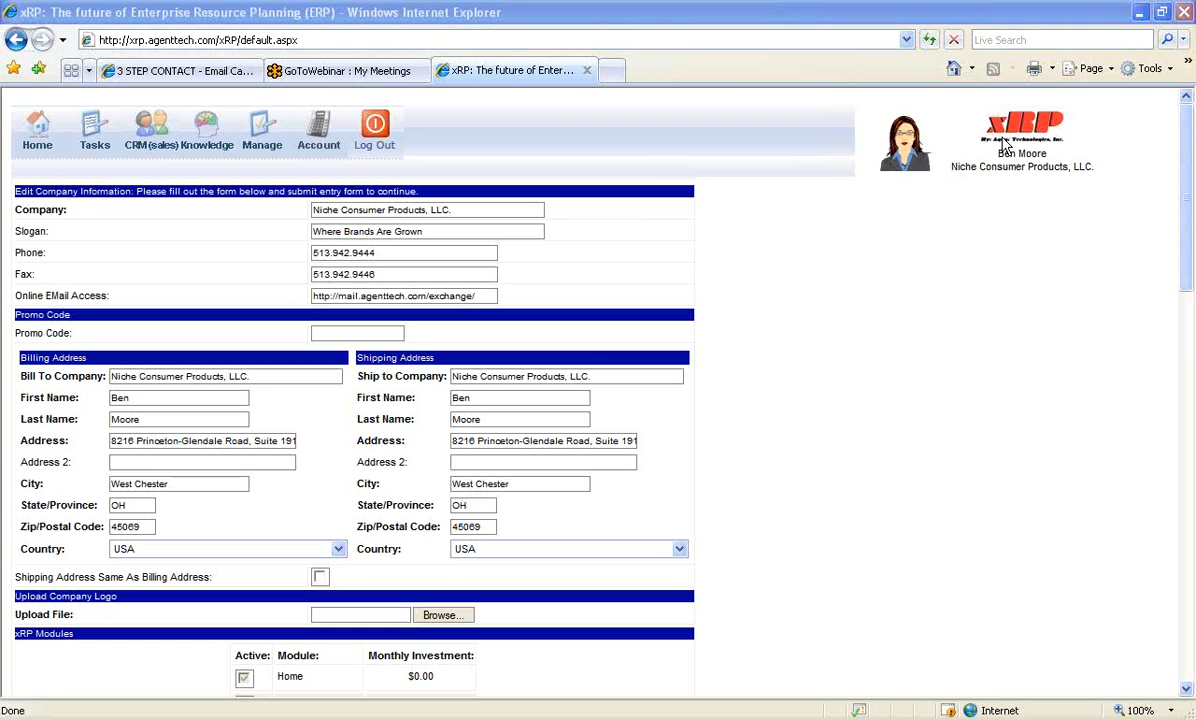 xRP: The future of Enterprise Resource Planning (ERP) - Windows Internet Explorer
http://xrp.agenttech.com/xRP/default.aspx
Live Search
3 STEP CONTACT - Email Ca...
GoToWebinar : My Meetings
xRP: The future of Enter...
Page
Tools
Home
Tasks
CRM(sales)
Knowledge
Manage
Account
Log Out
xRP
By: Agent Technologies, Inc.
Ben Moore
Niche Consumer Products, LLC.
Edit Company Information: Please fill out the form below and submit entry form to continue.
Company: Niche Consumer Products, LLC.
Slogan: Where Brands Are Grown
Phone: 513.942.9444
Fax: 513.942.9446
Online EMail Access: http://mail.agenttech.com/exchange/
Promo Code
Promo Code:
Billing Address
Bill To Company: Niche Consumer Products, LLC.
First Name: Ben
Last Name: Moore
Address: 8216 Princeton-Glendale Road, Suite 191
Address 2:
City: West Chester
State/Province: OH
Zip/Postal Code: 45069
Country: USA
Shipping Address
Ship to Company: Niche Consumer Products, LLC.
First Name: Ben
Last Name: Moore
Address: 8216 Princeton-Glendale Road, Suite 191
Address 2:
City: West Chester
State/Province: OH
Zip/Postal Code: 45069
Country: USA
Shipping Address Same As Billing Address:
Upload Company Logo
Upload File: Browse...
xRP Modules
Active: Module: Monthly Investment:
Home $0.00
Done
Internet
100%